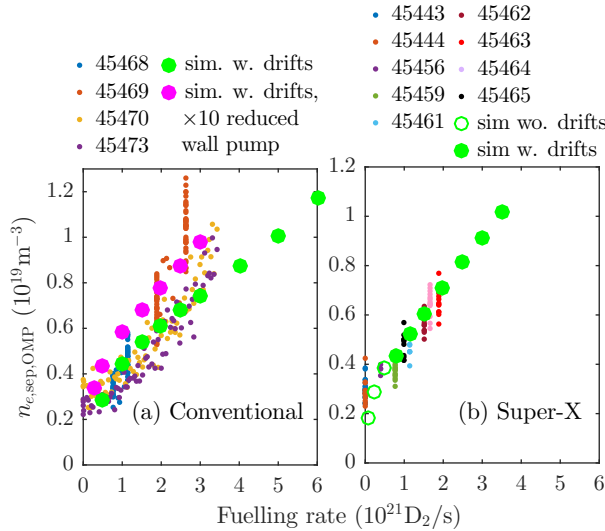 45443 45462
45444 45463
45456 45464
45459 45465
45461 sim wo. drifts
sim w. drifts
45468 sim. w. drifts
45469 sim. w. drifts,
45470 ×10 reduced
45473 wall pump
n_{e,sep,OMP} (10^{19}m^{-3})
1.2
1
0.8
0.6
0.4
0.2
0
(a) Conventional
0 1 2 3 4 5 6
1.2
1
0.8
0.6
0.4
0.2
0
(b) Super-X
0 1 2 3 4 5 6
Fuelling rate (10^{21}D_2/s)